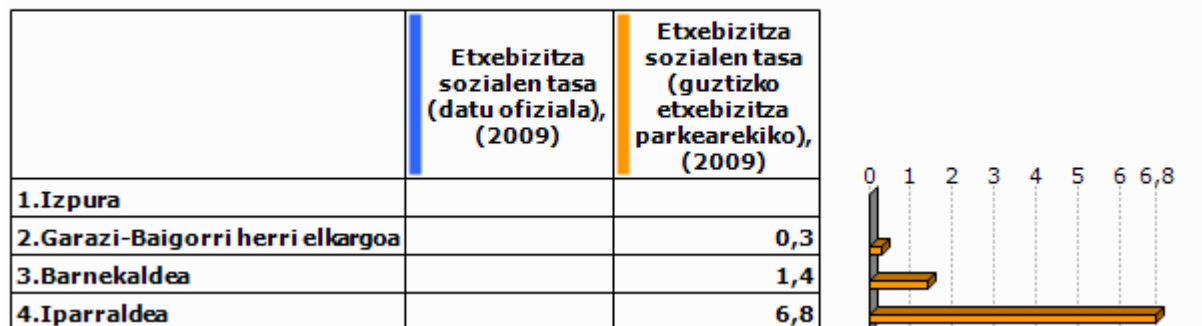 Etxebizitza
sozialen tasa
(datu ofiziala),
(2009)
Etxebizitza
sozialen tasa
(guztizko
etxebizitza
parkearekiko),
(2009)
0 1 2 3 4 5 6 6,8
1.Izpura
2.Garazi-Baigorri herri elkargoa 0,3
3.Barnekaldea 1,4
4.Iparraldea 6,8